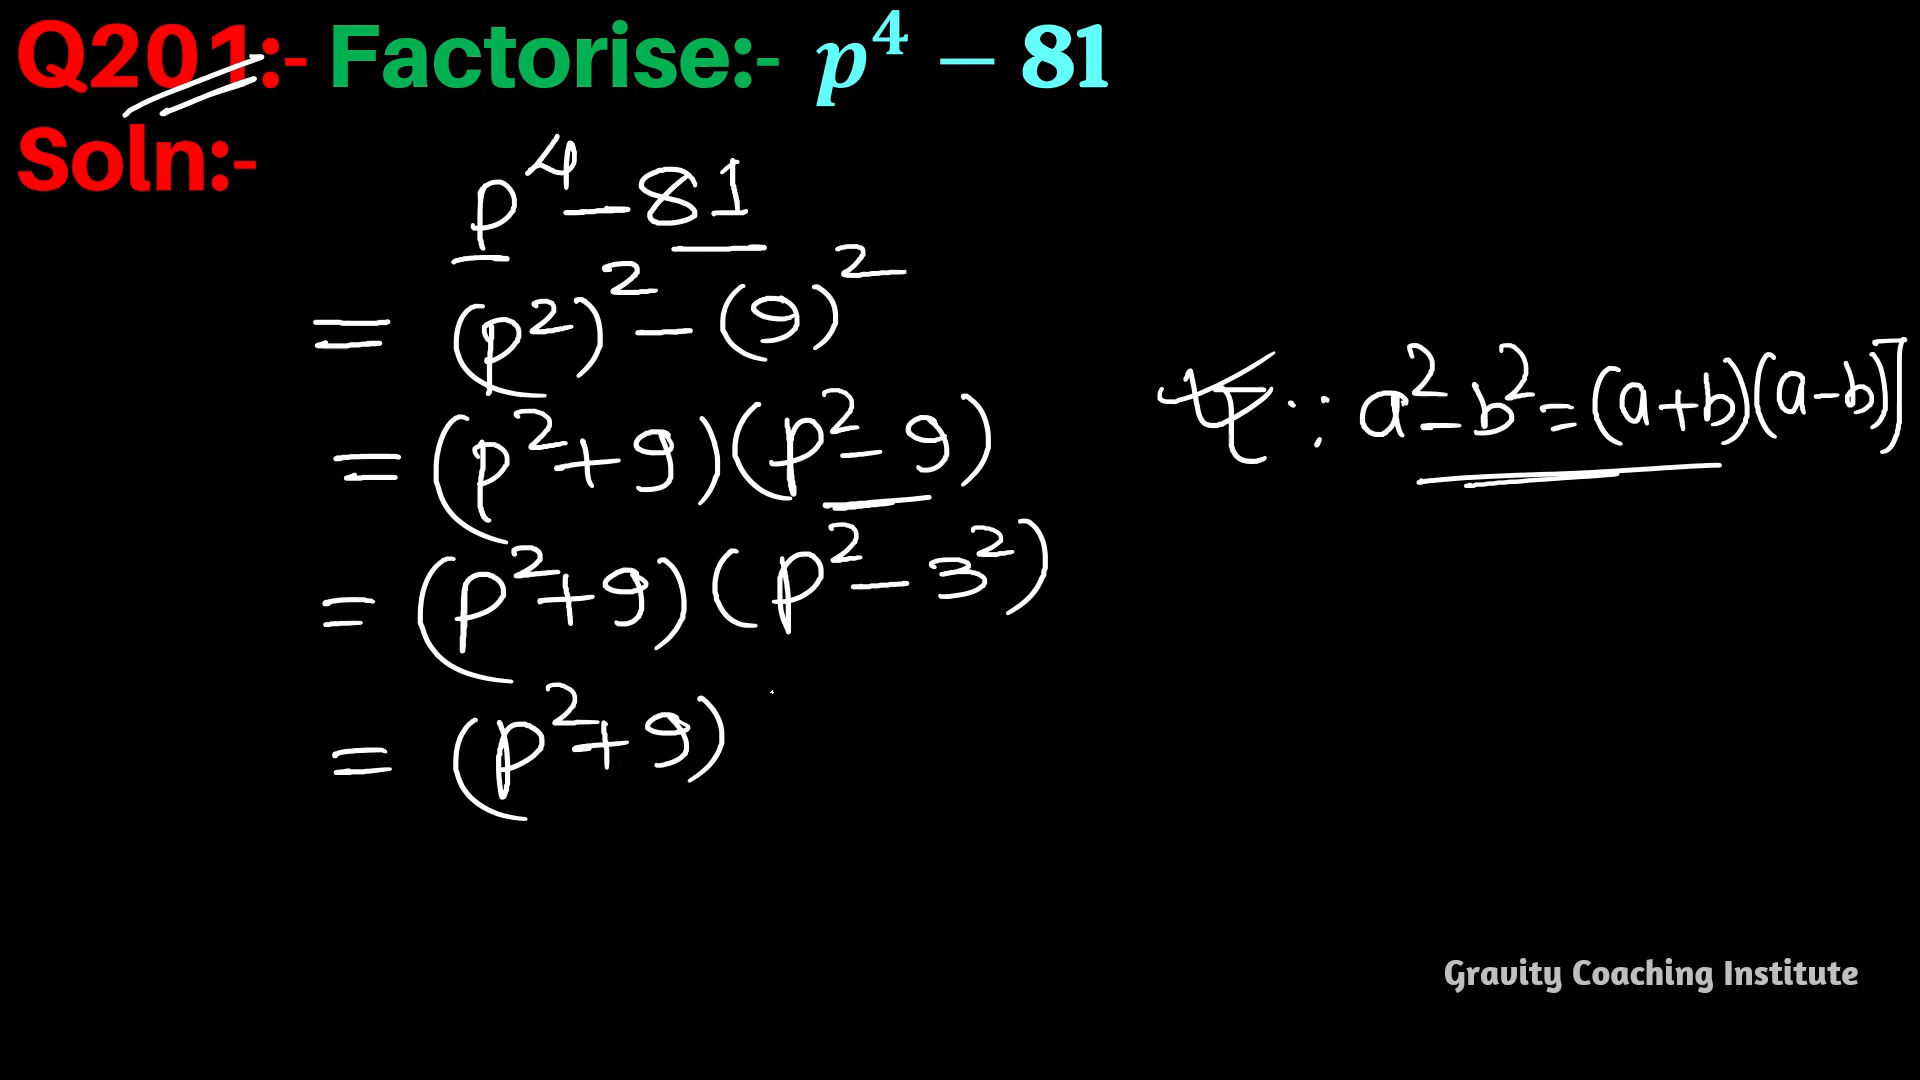 Q201:- Factorise:- p⁴ − 81
Soln:-
p⁴ − 81
= (p²)² − (9)²
= (p² + 9)(p² − 9)
∵ a² − b² = (a+b)(a−b)]
= (p² + 9)(p² − 3²)
= (p² + 9)
Gravity Coaching Institute